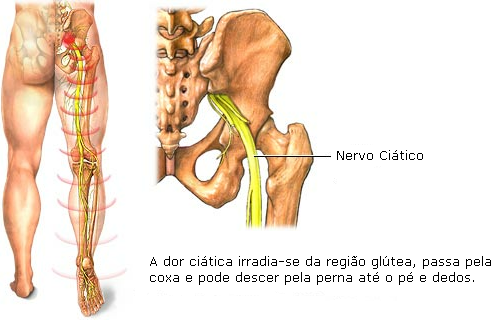 Nervo Ciático
A dor ciática irradia-se da região glútea, passa pela
coxa e pode descer pela perna até o pé e dedos.